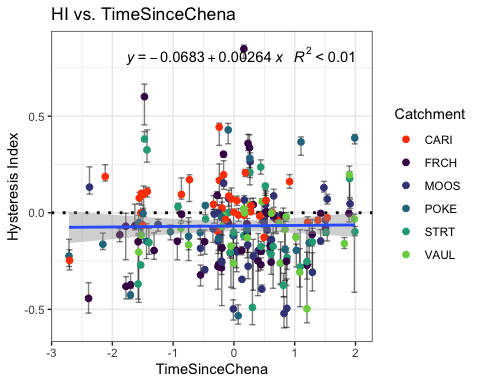 HI vs. TimeSinceChena
y = − 0.0683 + 0.00264 x  R² < 0.01
Hysteresis Index
0.5
0.0
-0.5
-3 -2 -1 0 1 2
TimeSinceChena
Catchment
CARI
FRCH
MOOS
POKE
STRT
VAUL